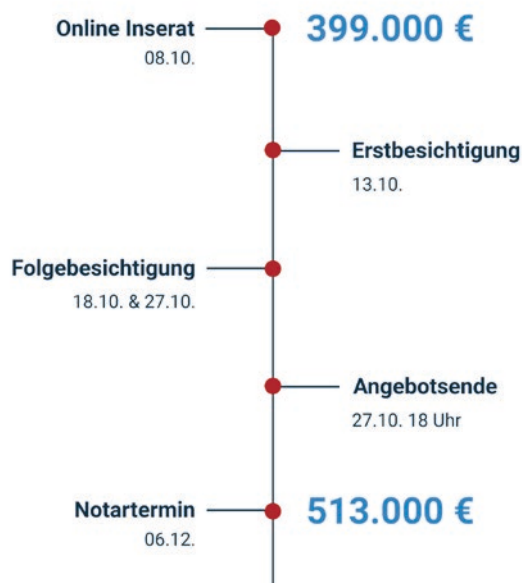 Online Inserat
399.000 €
08.10.
Erstbesichtigung
13.10.
Folgebesichtigung
18.10. & 27.10.
Angebotsende
27.10. 18 Uhr
Notartermin
513.000 €
06.12.